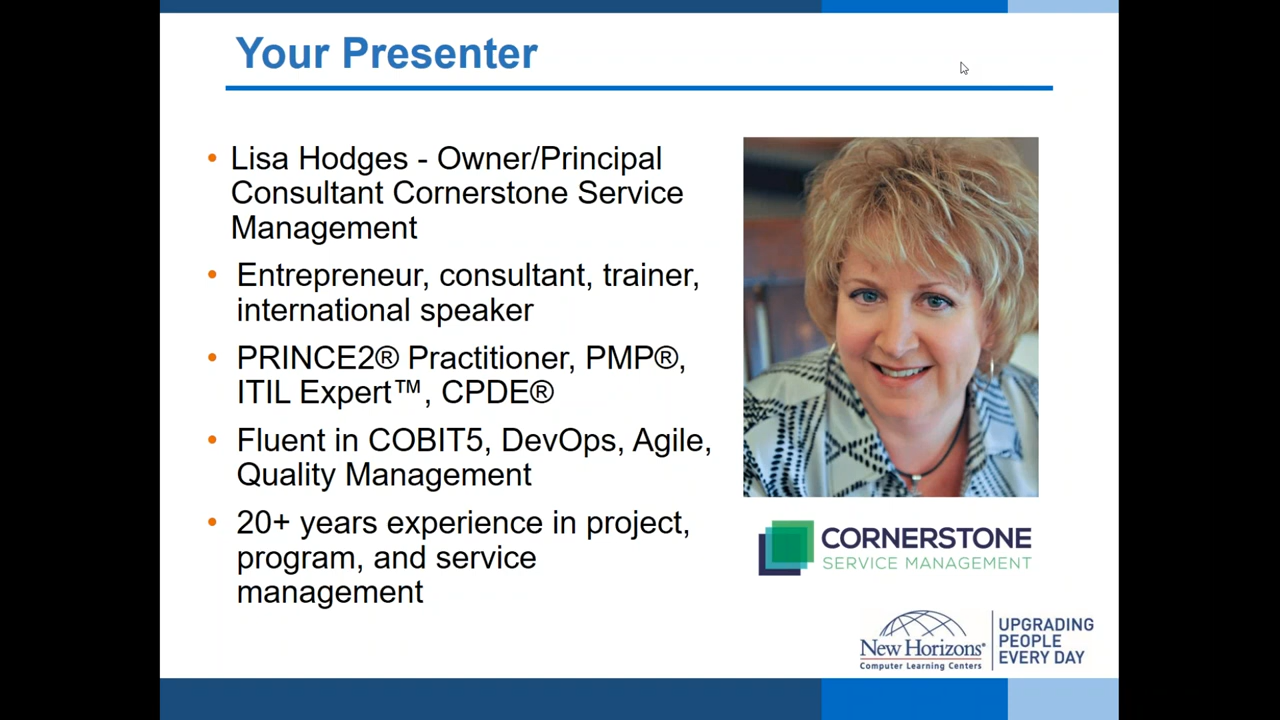 Your Presenter
• Lisa Hodges - Owner/Principal
Consultant Cornerstone Service
Management
• Entrepreneur, consultant, trainer,
international speaker
• PRINCE2® Practitioner, PMP®,
ITIL Expert™, CPDE®
• Fluent in COBIT5, DevOps, Agile,
Quality Management
• 20+ years experience in project,
program, and service
management
CORNERSTONE
SERVICE MANAGEMENT
New Horizons®
Computer Learning Centers
UPGRADING
PEOPLE
EVERY DAY